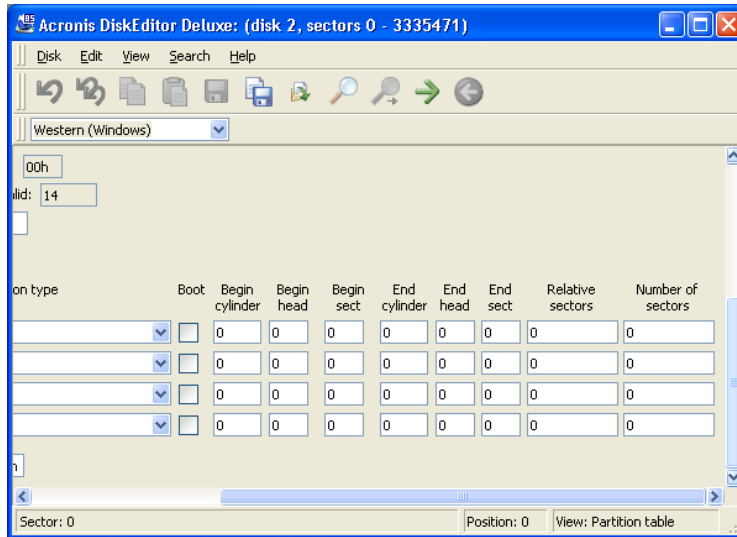 Acronis DiskEditor Deluxe: (disk 2, sectors 0 - 3335471)
Disk Edit View Search Help
Western (Windows)
00h
lid: 14
on type Boot Begin cylinder Begin head Begin sect End cylinder End head End sect Relative sectors Number of sectors
0 0 0 0 0 0 0 0
0 0 0 0 0 0 0 0
0 0 0 0 0 0 0 0
0 0 0 0 0 0 0 0
Sector: 0 Position: 0 View: Partition table